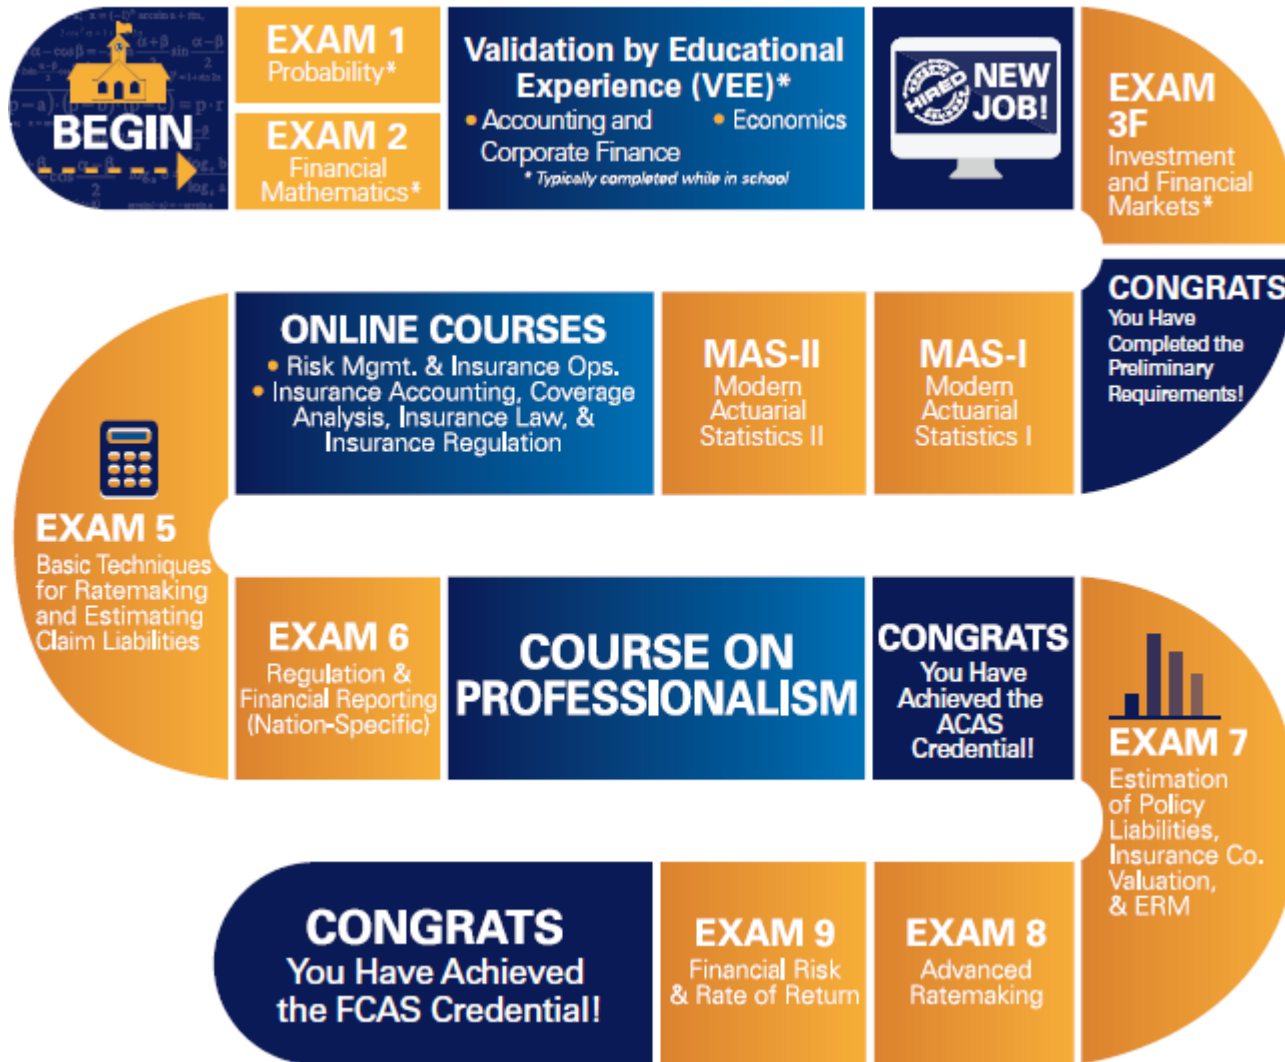 BEGIN
EXAM 1
Probability*
EXAM 2
Financial
Mathematics*
Validation by Educational
Experience (VEE)*
• Accounting and
Corporate Finance
• Economics
* Typically completed while in school
HIRED
NEW
JOB!
EXAM
3F
Investment
and Financial
Markets*
CONGRATS
You Have
Completed the
Preliminary
Requirements!
MAS-I
Modern
Actuarial
Statistics I
MAS-II
Modern
Actuarial
Statistics II
ONLINE COURSES
• Risk Mgmt. & Insurance Ops.
• Insurance Accounting, Coverage
Analysis, Insurance Law, &
Insurance Regulation
EXAM 5
Basic Techniques
for Ratemaking
and Estimating
Claim Liabilities
EXAM 6
Regulation &
Financial Reporting
(Nation-Specific)
COURSE ON
PROFESSIONALISM
CONGRATS
You Have
Achieved the
ACAS
Credential!
EXAM 7
Estimation
of Policy
Liabilities,
Insurance Co.
Valuation,
& ERM
EXAM 8
Advanced
Ratemaking
EXAM 9
Financial Risk
& Rate of Return
CONGRATS
You Have Achieved
the FCAS Credential!